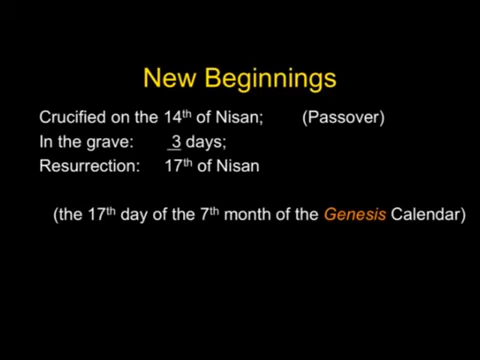 New Beginnings
Crucified on the 14th of Nisan; (Passover)
In the grave: 3 days;
Resurrection: 17th of Nisan
(the 17th day of the 7th month of the Genesis Calendar)